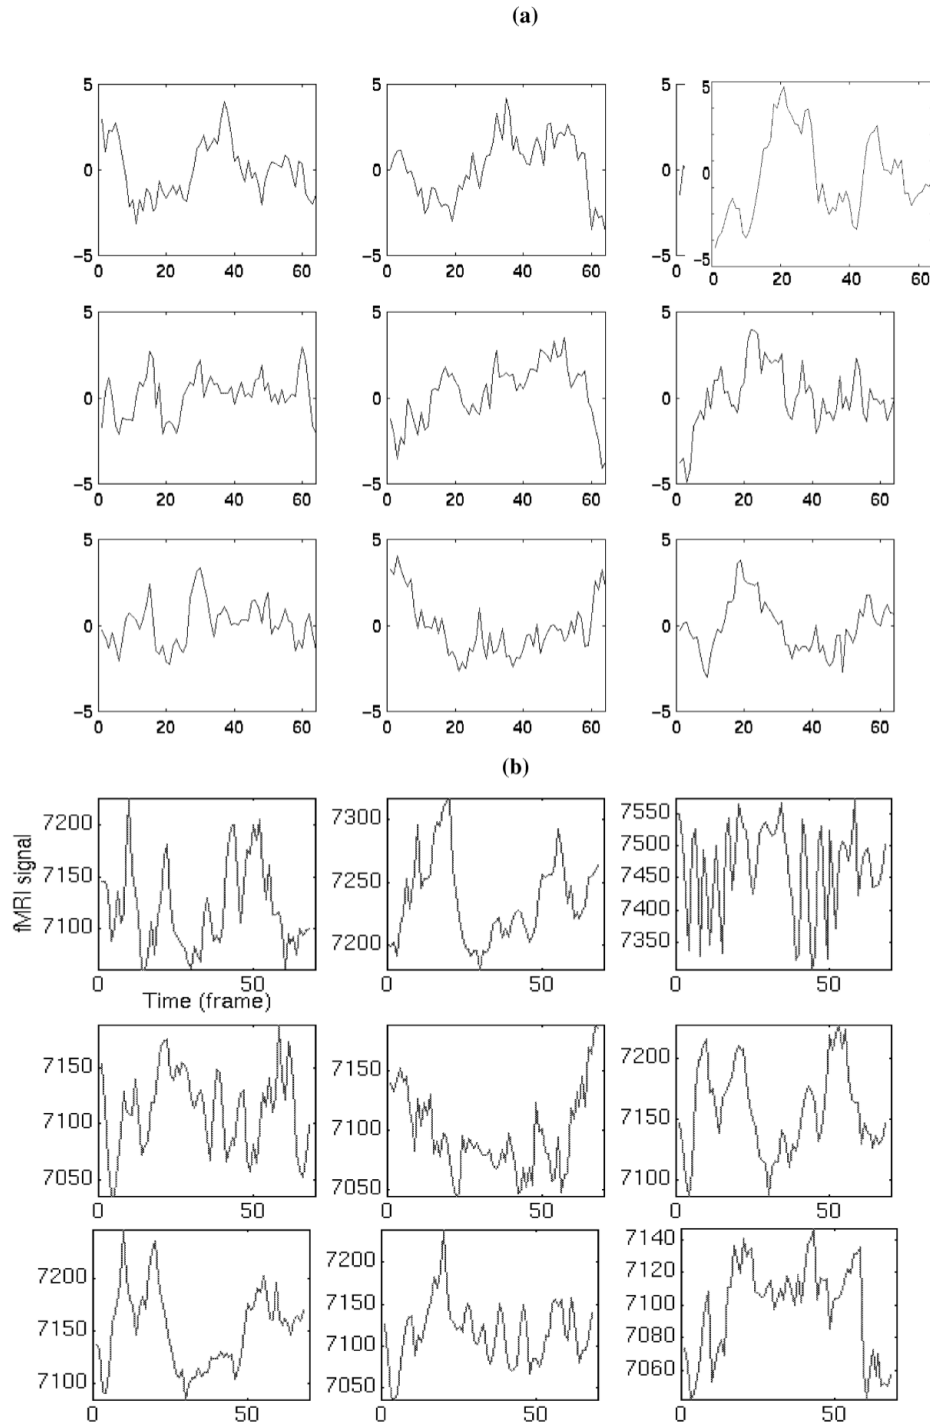 (a)
5 5 5 5
0 0 0 0
−5 −5 −5 −5
0 20 40 60 0 20 40 60 0 0 20 40 60
5 5 5
0 0 0
−5 −5 −5
0 20 40 60 0 20 40 60 0 20 40 60
5 5 5
0 0 0
−5 −5 −5
0 20 40 60 0 20 40 60 0 20 40 60
(b)
fMRI signal
7200 7300 7550
7150 7250 7500
7100 7200 7450
7400
7350
0 50 0 50 0 50
Time (frame)
7150 7150 7200
7100 7100 7150
7050 7050 7100
0 50 0 50 0 50
7200 7200 7140
7150 7150 7120
7100 7100 7100
7050 7080
7060
0 50 0 50 0 50